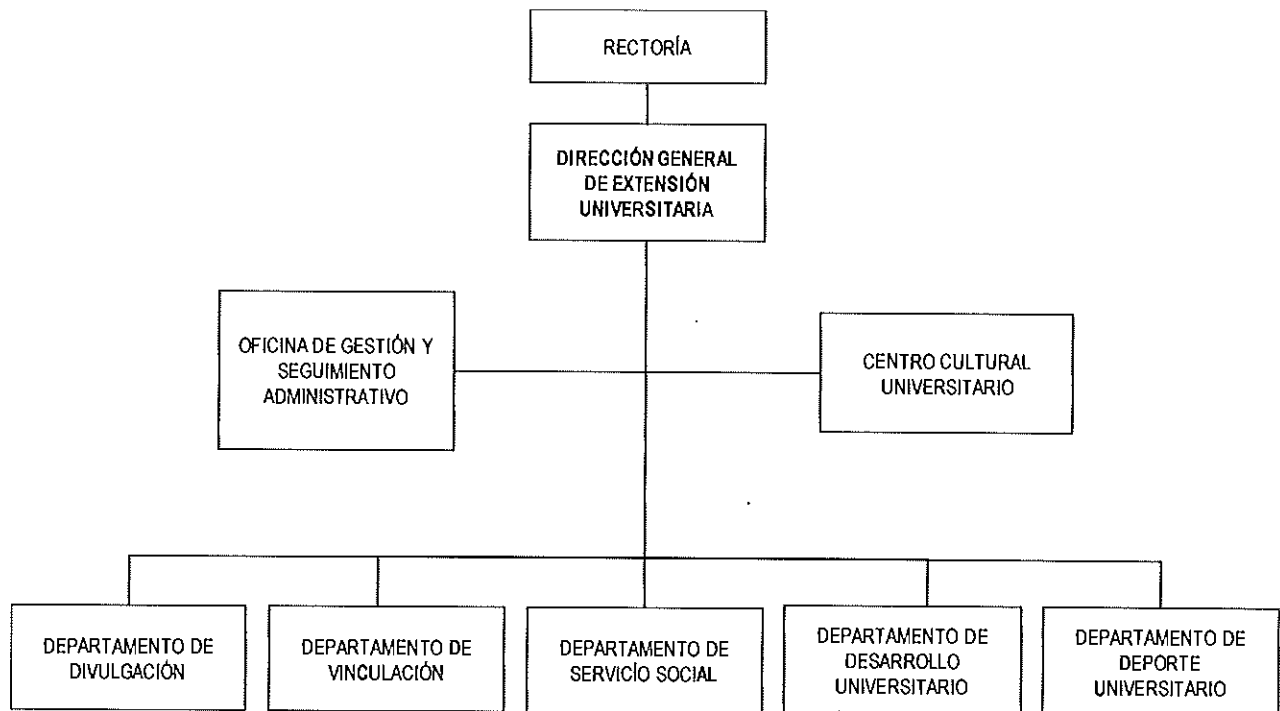 RECTORÍA
DIRECCIÓN GENERAL
DE EXTENSIÓN
UNIVERSITARIA
OFICINA DE GESTIÓN Y
SEGUIMIENTO
ADMINISTRATIVO
CENTRO CULTURAL
UNIVERSITARIO
DEPARTAMENTO DE
DIVULGACIÓN
DEPARTAMENTO DE
VINCULACIÓN
DEPARTAMENTO DE
SERVICÍO SOCIAL
DEPARTAMENTO DE
DESARROLLO
UNIVERSITARIO
DEPARTAMENTO DE
DEPORTE
UNIVERSITARIO